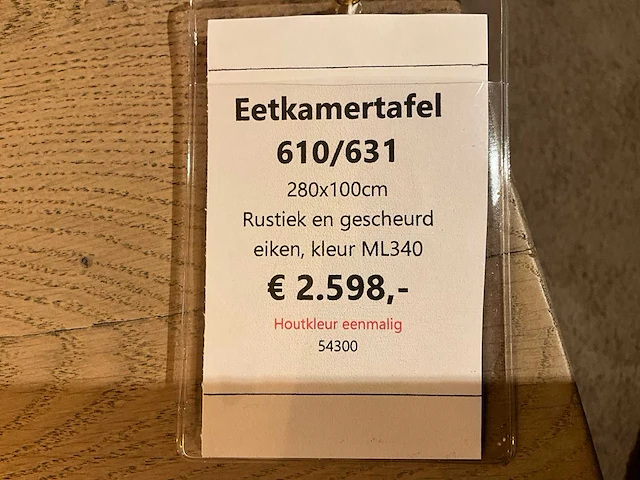 Eetkamertafel
610/631
280x100cm
Rustiek en gescheurd
eiken, kleur ML340
€ 2.598,-
Houtkleur eenmalig
54300